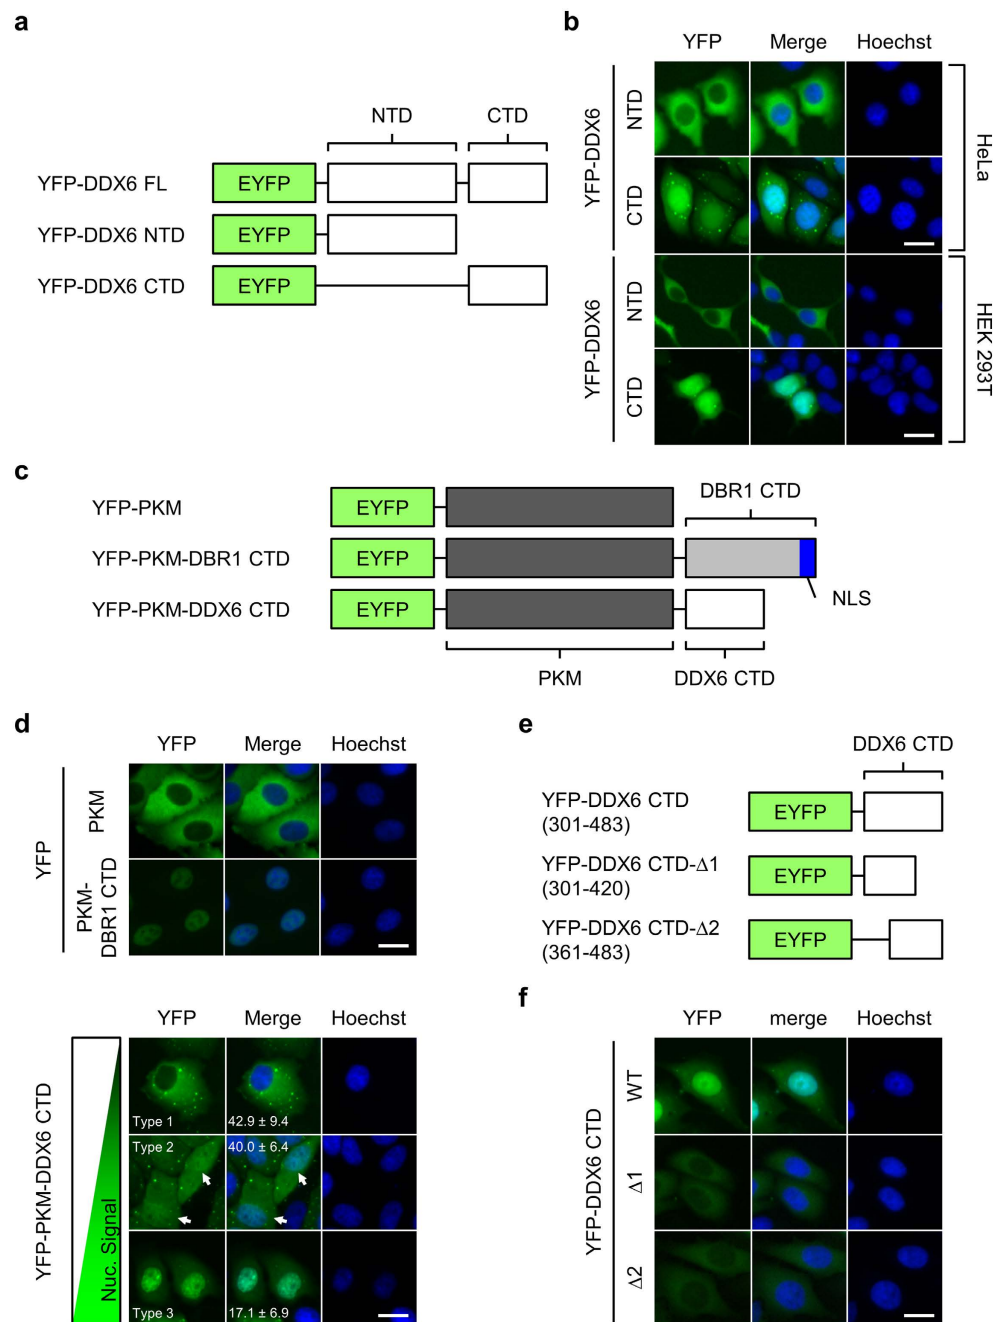 a
NTD CTD
YFP-DDX6 FL EYFP
YFP-DDX6 NTD EYFP
YFP-DDX6 CTD EYFP
b
YFP Merge Hoechst
YFP-DDX6 NTD
CTD
HeLa
YFP-DDX6 NTD
CTD
HEK 293T
c
DBR1 CTD
YFP-PKM EYFP
YFP-PKM-DBR1 CTD EYFP
NLS
YFP-PKM-DDX6 CTD EYFP
PKM DDX6 CTD
d
YFP Merge Hoechst
YFP
PKM
PKM-
DBR1 CTD
YFP Merge Hoechst
YFP-PKM-DDX6 CTD
Nuc. Signal
Type 1 42.9 ± 9.4
Type 2 40.0 ± 6.4
Type 3 17.1 ± 6.9
e
DDX6 CTD
YFP-DDX6 CTD
(301-483) EYFP
YFP-DDX6 CTD-Δ1
(301-420) EYFP
YFP-DDX6 CTD-Δ2
(361-483) EYFP
f
YFP merge Hoechst
YFP-DDX6 CTD
WT
Δ1
Δ2